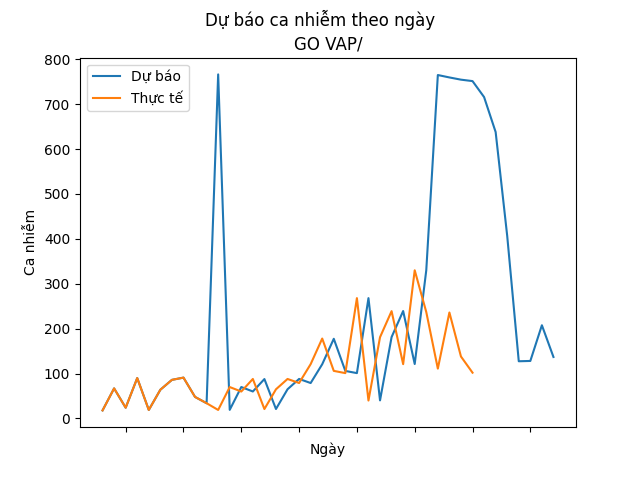 Dự báo ca nhiễm theo ngày
GO VAP/
Dự báo
Thực tế
800
700
600
500
400
300
200
100
0
Ca nhiễm
Ngày